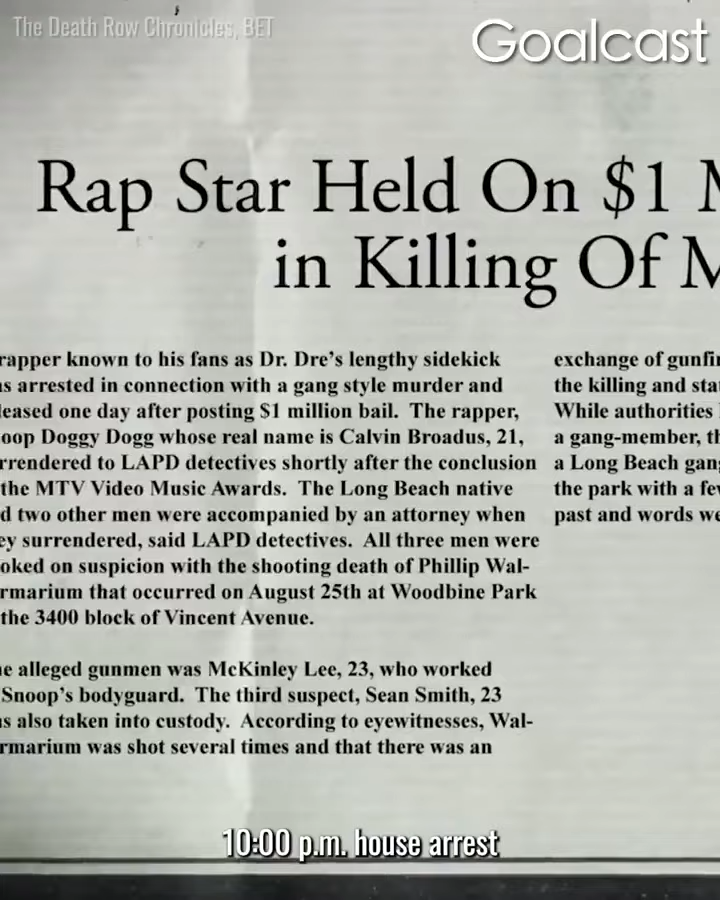 The Death Row Chronicles, BET
Goalcast
Rap Star Held On $1 M
in Killing Of M
rapper known to his fans as Dr. Dre's lengthy sidekick
as arrested in connection with a gang style murder and
leased one day after posting $1 million bail. The rapper,
oop Doggy Dogg whose real name is Calvin Broadus, 21,
rrendered to LAPD detectives shortly after the conclusion
the MTV Video Music Awards. The Long Beach native
d two other men were accompanied by an attorney when
ey surrendered, said LAPD detectives. All three men were
oked on suspicion with the shooting death of Phillip Wal-
rmarium that occurred on August 25th at Woodbine Park
the 3400 block of Vincent Avenue.
e alleged gunmen was McKinley Lee, 23, who worked
Snoop's bodyguard. The third suspect, Sean Smith, 23
as also taken into custody. According to eyewitnesses, Wal-
rmarium was shot several times and that there was an
exchange of gunfir
the killing and stat
While authorities
a gang-member, th
a Long Beach gang
the park with a few
past and words we
10:00 p.m. house arrest